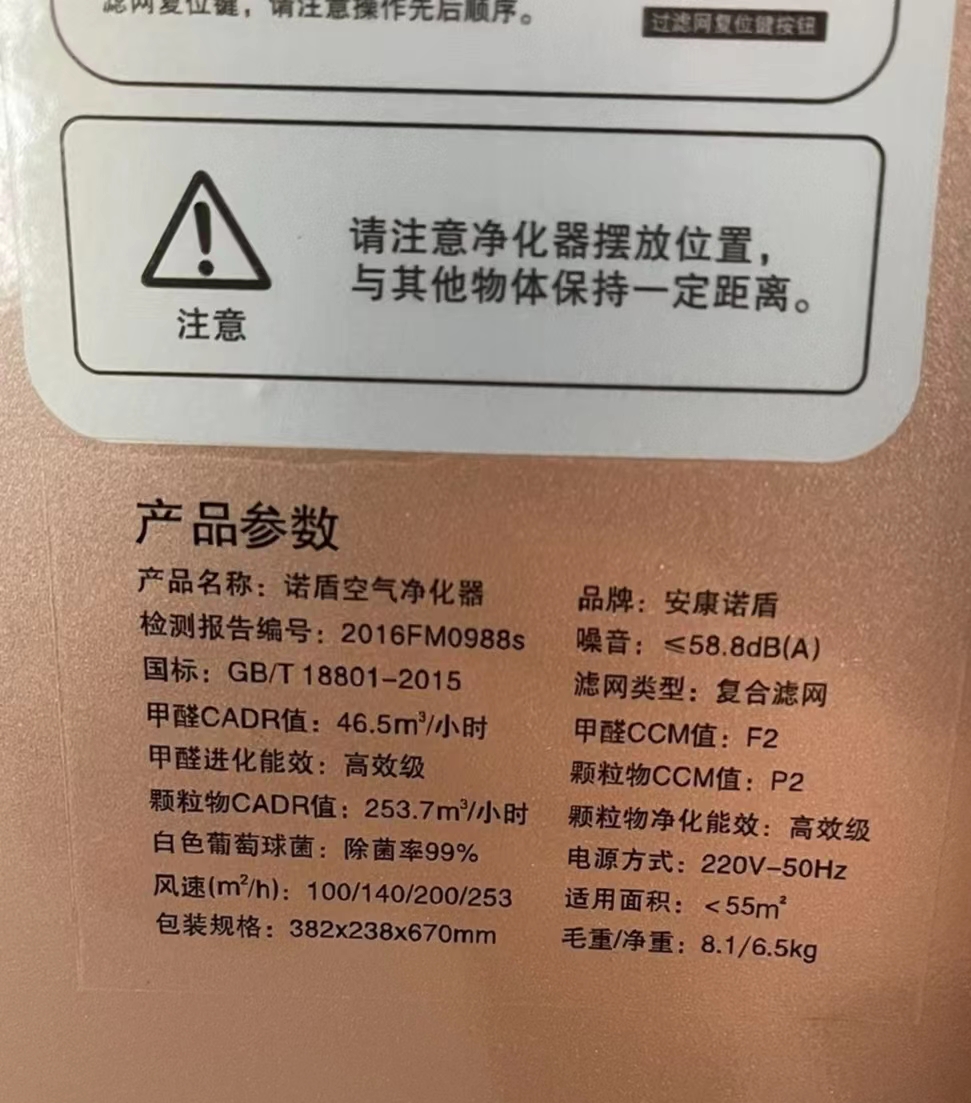 滤网复位键，请注意操作先后顺序。
过滤网复位键按钮
注意
请注意净化器摆放位置，
与其他物体保持一定距离。
产品参数
产品名称：诺盾空气净化器
品牌：安康诺盾
检测报告编号：2016FM0988s
噪音：≤58.8dB(A)
国标：GB/T 18801-2015
滤网类型：复合滤网
甲醛CADR值：46.5m³/小时
甲醛CCM值：F2
甲醛进化能效：高效级
颗粒物CCM值：P2
颗粒物CADR值：253.7m³/小时
颗粒物净化能效：高效级
白色葡萄球菌：除菌率99%
电源方式：220V-50Hz
风速(m²/h)：100/140/200/253
适用面积：<55m²
包装规格：382x238x670mm
毛重/净重：8.1/6.5kg